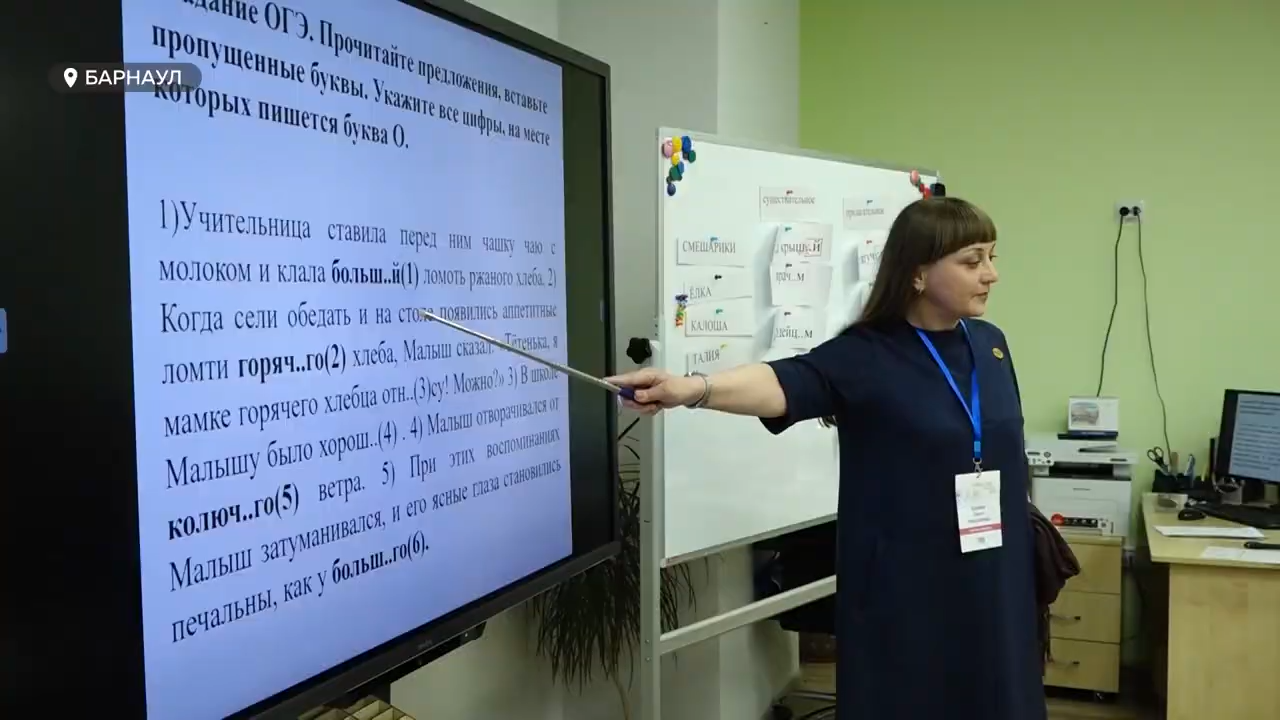 БАРНАУЛ
дание ОГЭ. Прочитайте предложения, вставьте
пропущенные буквы. Укажите все цифры, на месте
которых пишется буква О.
1)Учительница ставила перед ним чашку чаю с
молоком и клала больш..й(1) ломоть ржаного хлеба. 2)
Когда сели обедать и на столе появились аппетитные
ломти горяч..го(2) хлеба, Малыш сказал: «Тётенька, я
мамке горячего хлебца отн..(3)су! Можно?» 3) В школе
Малышу было хорош..(4) . 4) Малыш отворачивался от
колюч..го(5) ветра. 5) При этих воспоминаниях
Малыш затуманивался, и его ясные глаза становились
печальны, как у больш..го(6).
существительное
прилагательное
СМЕШАРИКИ
ЁЛКА
КАЛОША
ТАЛИЯ
крыш..й
врач..м